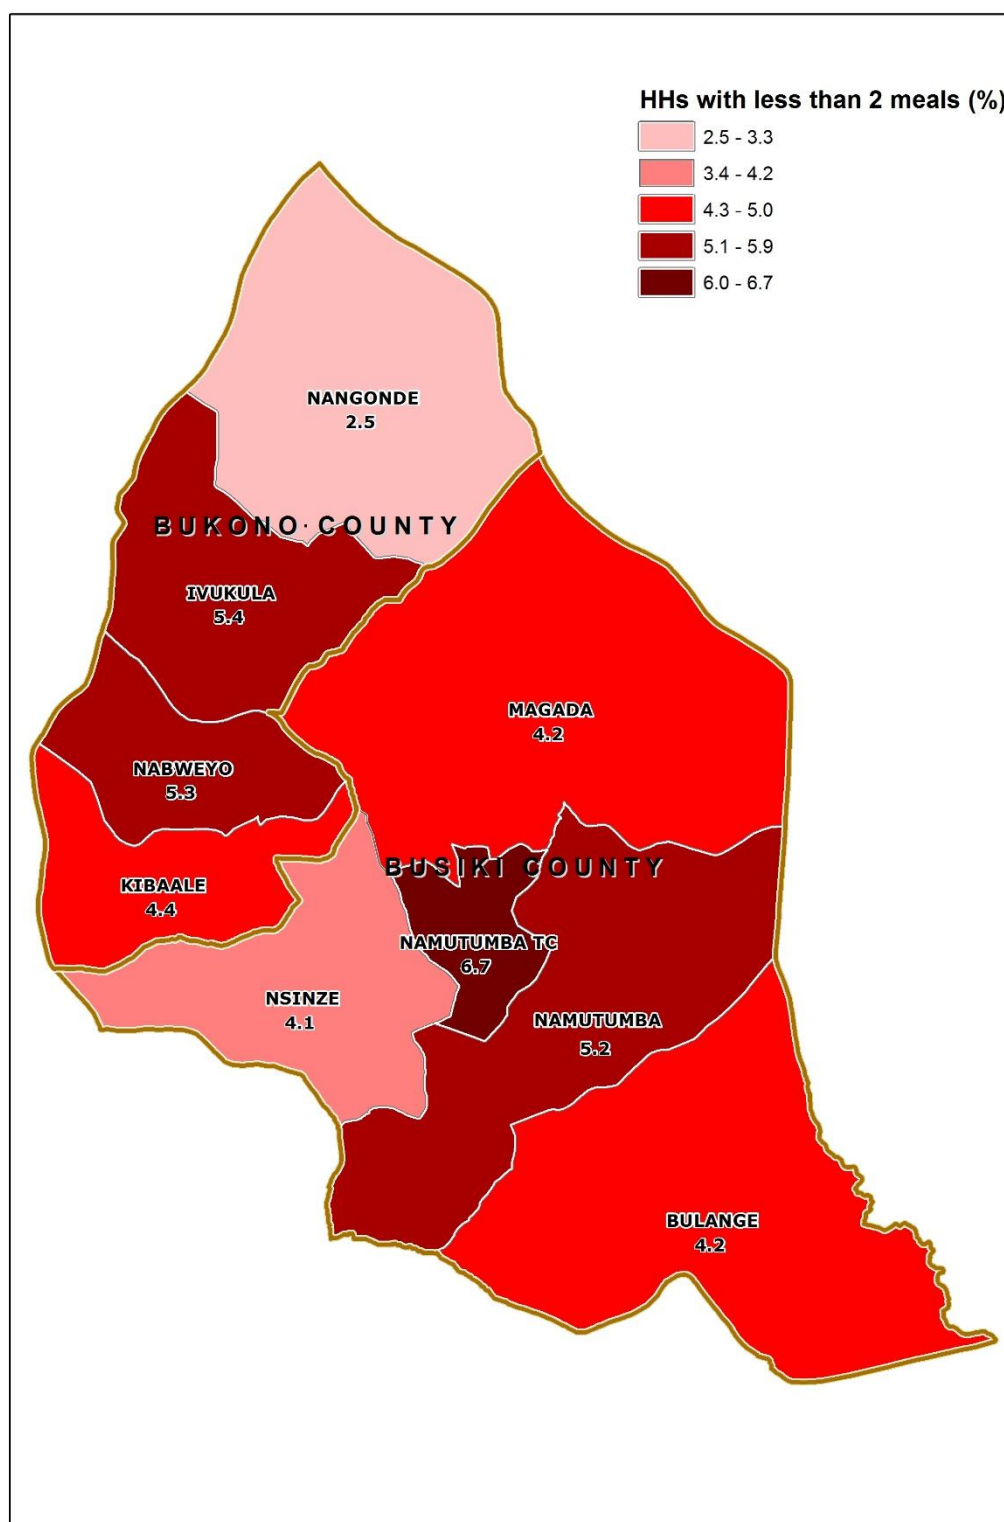 HHs with less than 2 meals (%)
2.5 - 3.3
3.4 - 4.2
4.3 - 5.0
5.1 - 5.9
6.0 - 6.7
NANGONDE
2.5
BUKONO COUNTY
IVUKULA
5.4
MAGADA
4.2
NABWEYO
5.3
BUSIKI COUNTY
KIBAALE
4.4
NAMUTUMBA TC
6.7
NSINZE
4.1
NAMUTUMBA
5.2
BULANGE
4.2